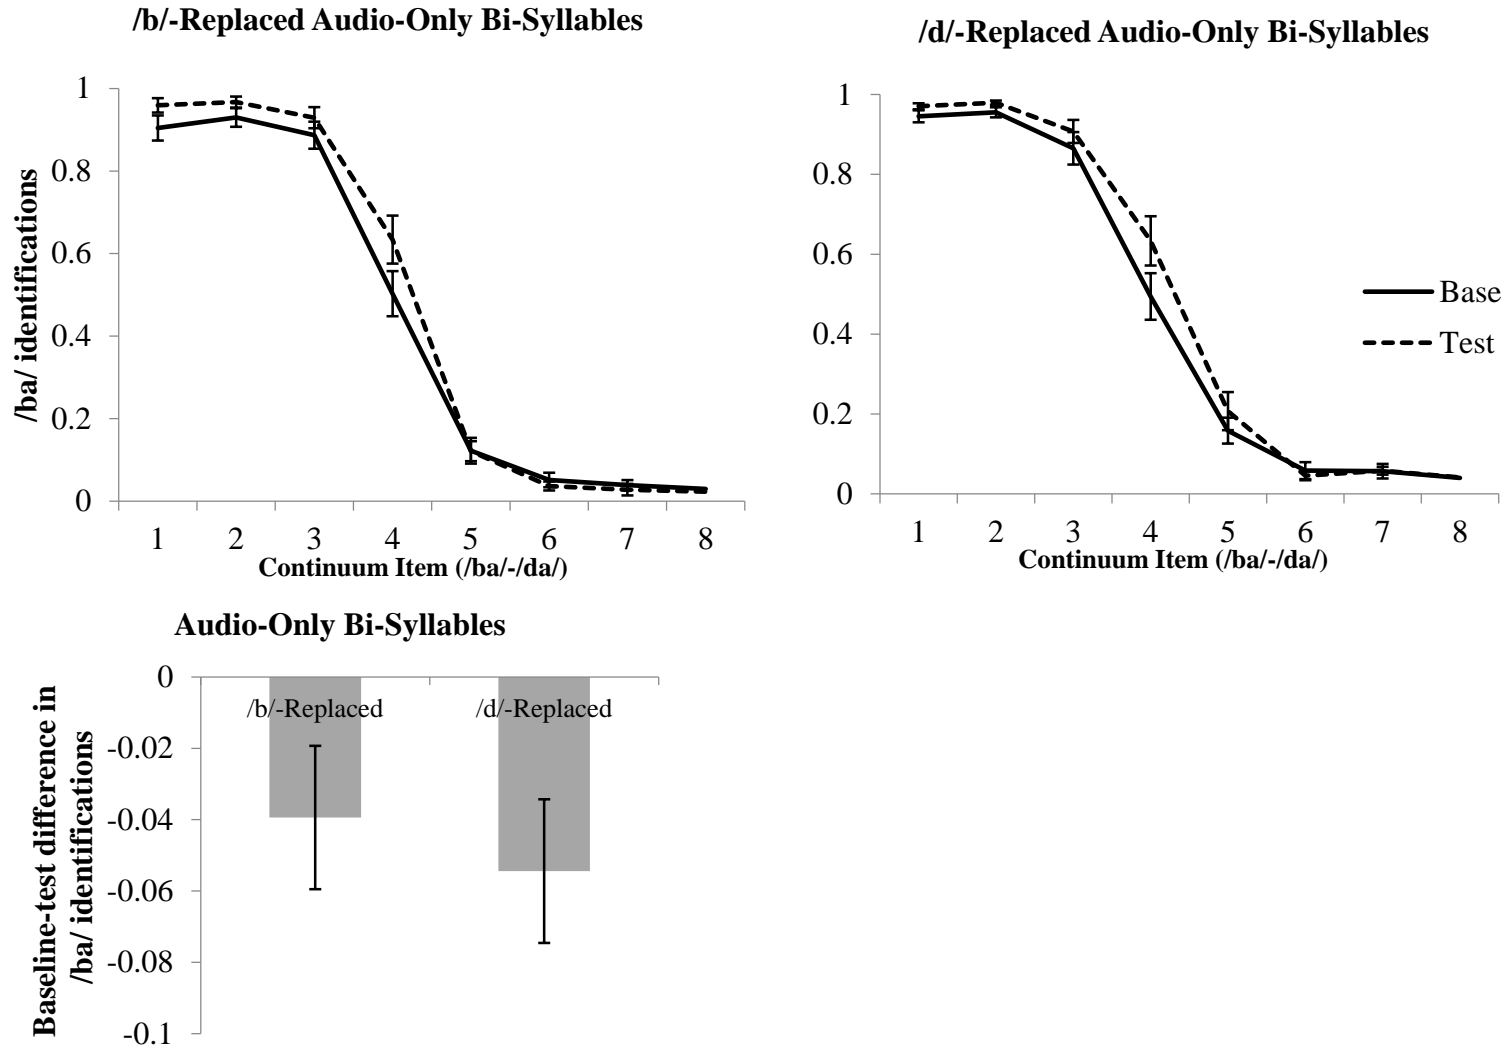 /b/-Replaced Audio-Only Bi-Syllables
1
0.8
0.6
0.4
0.2
0
/ba/ identifications
1 2 3 4 5 6 7 8
Continuum Item (/ba/-/da/)
/d/-Replaced Audio-Only Bi-Syllables
1
0.8
0.6
0.4
0.2
0
1 2 3 4 5 6 7 8
Continuum Item (/ba/-/da/)
Base
Test
Audio-Only Bi-Syllables
0
-0.02
-0.04
-0.06
-0.08
-0.1
Baseline-test difference in
/ba/ identifications
/b/-Replaced
/d/-Replaced